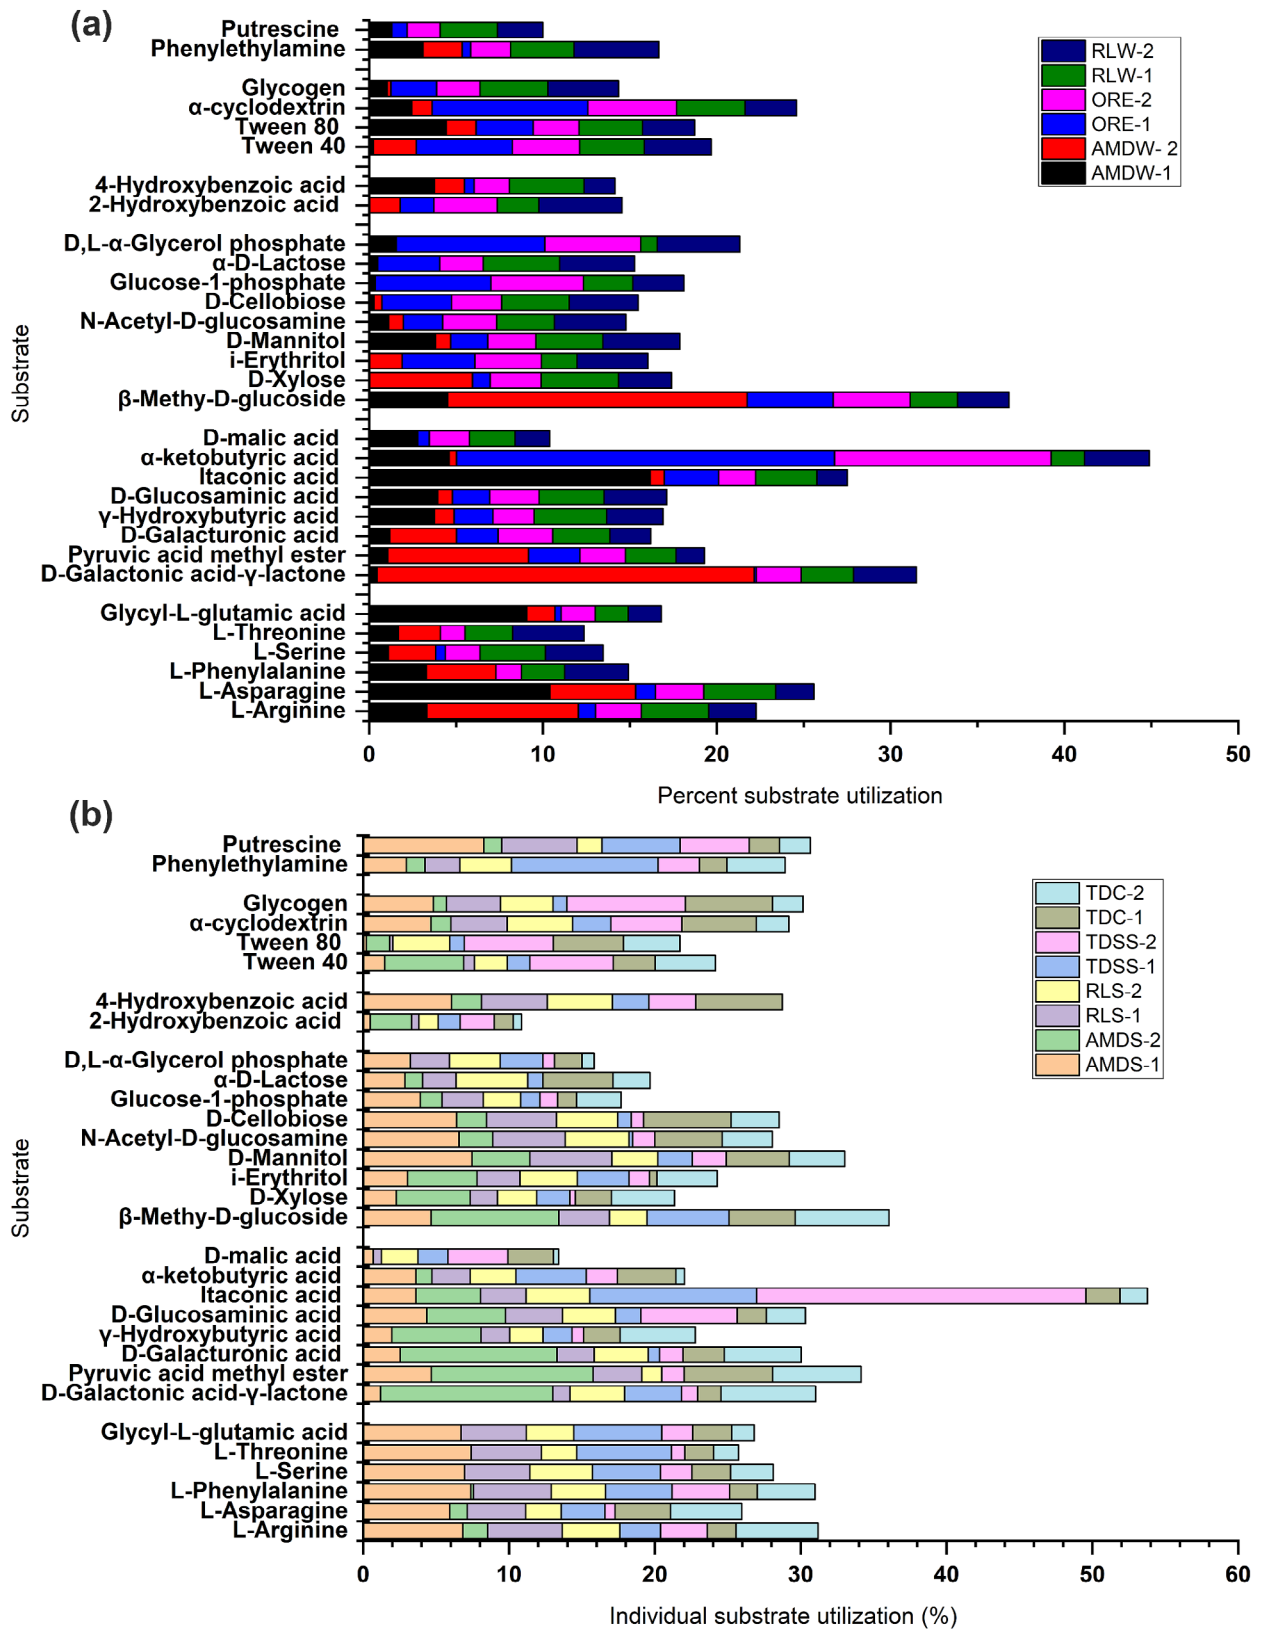 (a)
Putrescine
Phenylethylamine
Glycogen
α-cyclodextrin
Tween 80
Tween 40
4-Hydroxybenzoic acid
2-Hydroxybenzoic acid
D,L-α-Glycerol phosphate
α-D-Lactose
Glucose-1-phosphate
D-Cellobiose
N-Acetyl-D-glucosamine
D-Mannitol
i-Erythritol
D-Xylose
β-Methy-D-glucoside
D-malic acid
α-ketobutyric acid
Itaconic acid
D-Glucosaminic acid
γ-Hydroxybutyric acid
D-Galacturonic acid
Pyruvic acid methyl ester
D-Galactonic acid-γ-lactone
Glycyl-L-glutamic acid
L-Threonine
L-Serine
L-Phenylalanine
L-Asparagine
L-Arginine
Substrate
RLW-2
RLW-1
ORE-2
ORE-1
AMDW- 2
AMDW-1
0 10 20 30 40 50
Percent substrate utilization
(b)
Putrescine
Phenylethylamine
Glycogen
α-cyclodextrin
Tween 80
Tween 40
4-Hydroxybenzoic acid
2-Hydroxybenzoic acid
D,L-α-Glycerol phosphate
α-D-Lactose
Glucose-1-phosphate
D-Cellobiose
N-Acetyl-D-glucosamine
D-Mannitol
i-Erythritol
D-Xylose
β-Methy-D-glucoside
D-malic acid
α-ketobutyric acid
Itaconic acid
D-Glucosaminic acid
γ-Hydroxybutyric acid
D-Galacturonic acid
Pyruvic acid methyl ester
D-Galactonic acid-γ-lactone
Glycyl-L-glutamic acid
L-Threonine
L-Serine
L-Phenylalanine
L-Asparagine
L-Arginine
Substrate
TDC-2
TDC-1
TDSS-2
TDSS-1
RLS-2
RLS-1
AMDS-2
AMDS-1
0 10 20 30 40 50 60
Individual substrate utilization (%)